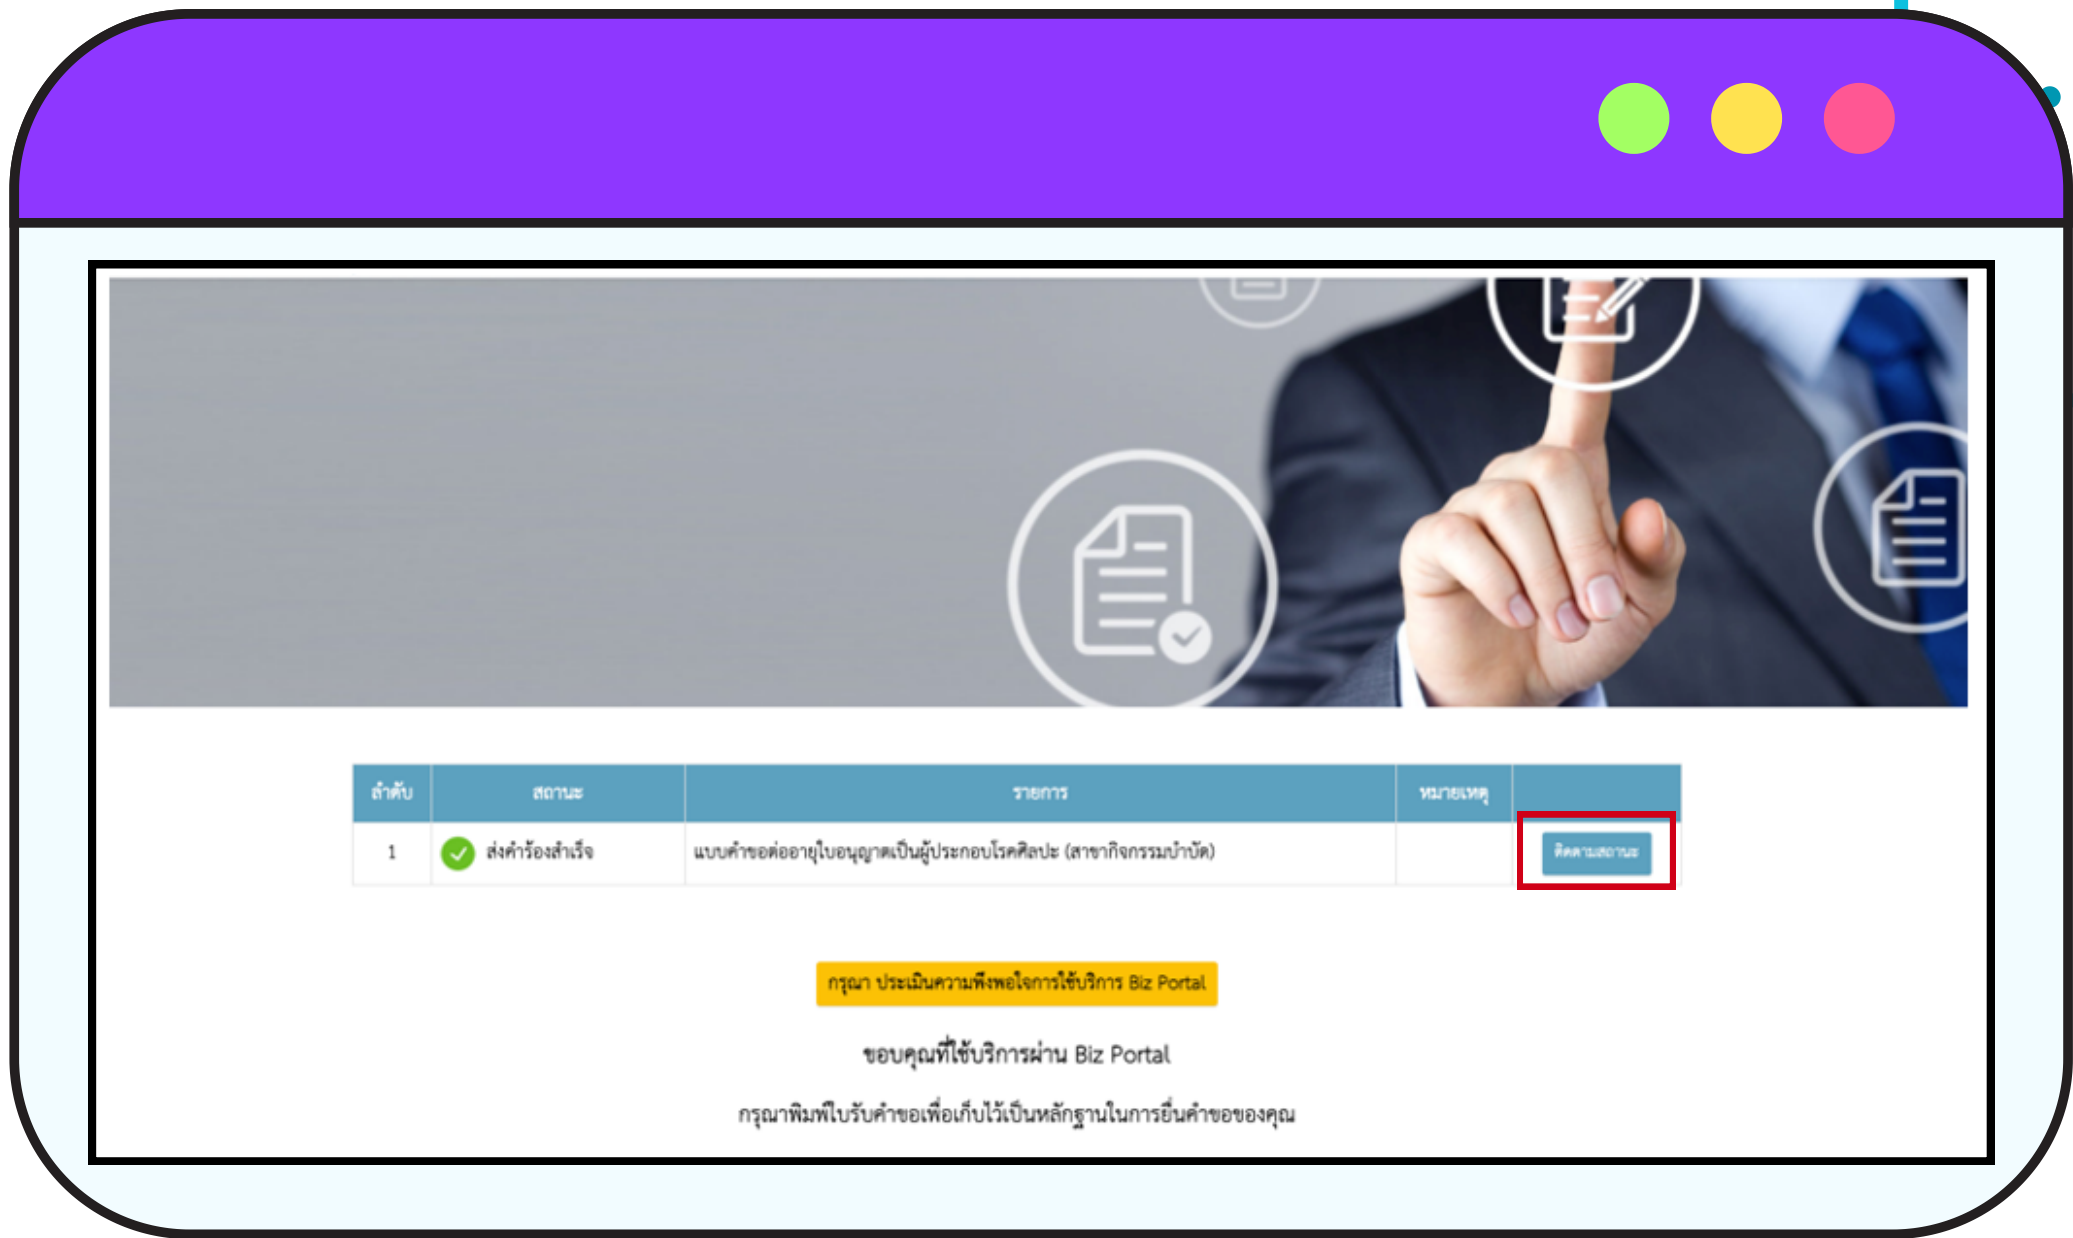 ลำดับ สถานะ รายการ หมายเหตุ
1 ส่งคำร้องสำเร็จ แบบคำขอต่ออายุใบอนุญาตเป็นผู้ประกอบโรคศิลปะ (สาขากิจกรรมบำบัด) ติดตามสถานะ
กรุณา ประเมินความพึงพอใจการใช้บริการ Biz Portal
ขอบคุณที่ใช้บริการผ่าน Biz Portal
กรุณาพิมพ์ใบรับคำขอเพื่อเก็บไว้เป็นหลักฐานในการยื่นคำขอของคุณ